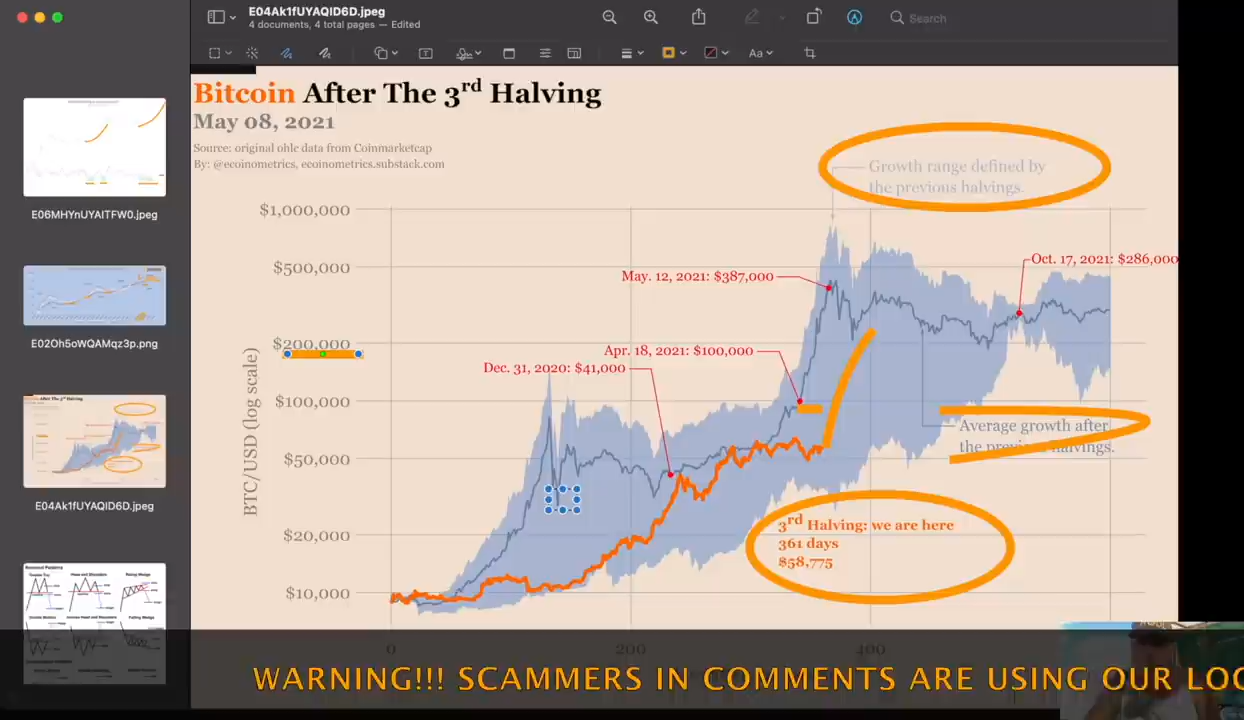 E04Ak1fUYAQlD6D.jpeg
4 documents, 4 total pages — Edited
Search
Aa
Bitcoin After The 3rd Halving
May 08, 2021
Source: original ohlc data from Coinmarketcap
By: @ecoinometrics, ecoinometrics.substack.com
Growth range defined by
the previous halvings.
E06MHYnUYAITFW0.jpeg
E02Oh5oWQAMqz3p.png
E04Ak1fUYAQlD6D.jpeg
$1,000,000
$500,000
$200,000
$100,000
$50,000
$20,000
$10,000
BTC/USD (log scale)
May. 12, 2021: $387,000
Oct. 17, 2021: $286,000
Apr. 18, 2021: $100,000
Dec. 31, 2020: $41,000
Average growth after
the previous halvings.
3rd Halving: we are here
361 days
$58,775
0
200
400
WARNING!!! SCAMMERS IN COMMENTS ARE USING OUR LOG